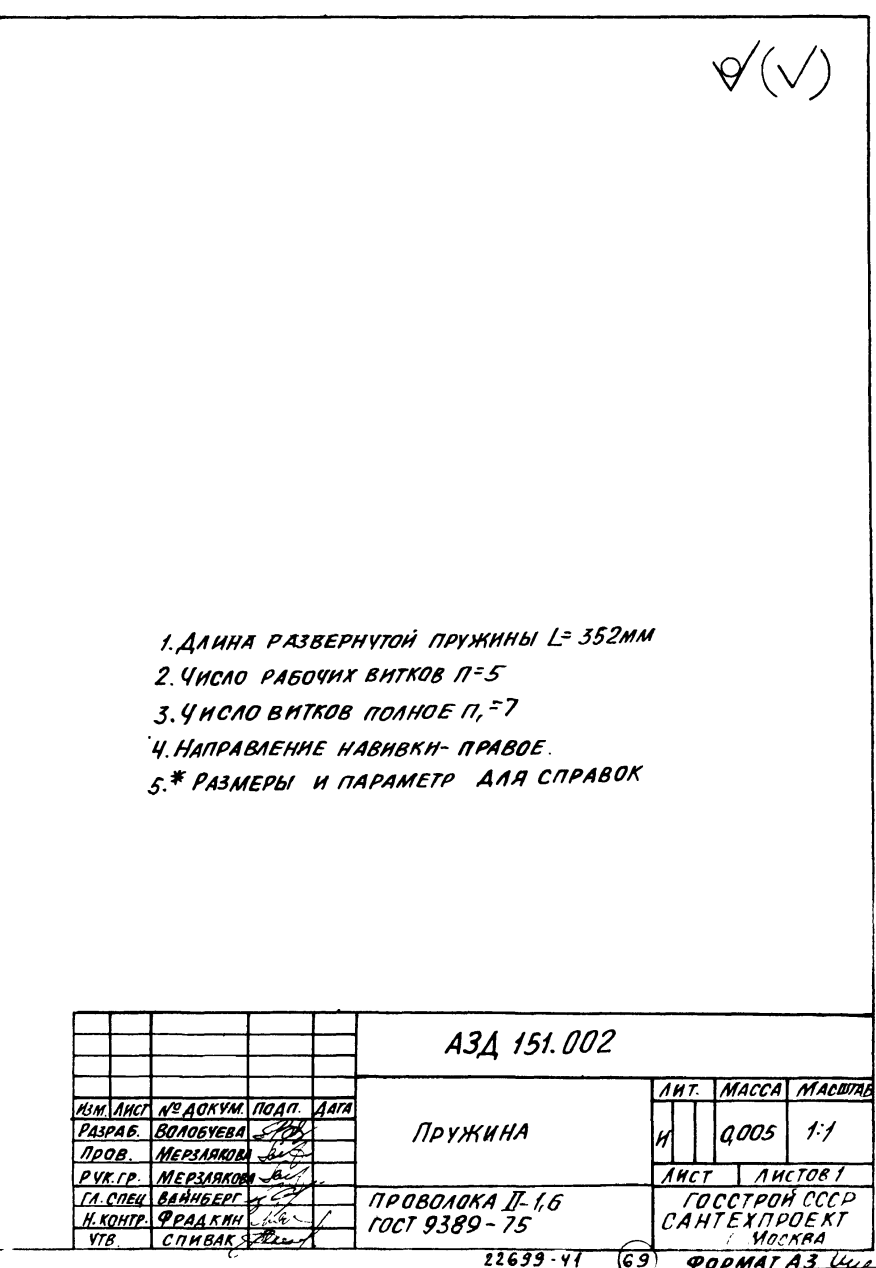 1. Длина развернутой пружины L=352мм
2. Число рабочих витков п=5
3. Число витков полное п₁=7
4. Направление навивки- правое.
5.* Размеры и параметр для справок
АЗД 151.002
Лит. Масса Масштаб
Изм. Лист № докум. Подп. Дата
Разраб. Волобуева
Пров. Мерзлякова
Рук.гр. Мерзлякова
Гл.спец Вайнберг
Н.контр. Фрадкин
Утв. Спивак
Пружина
И 0,005 1:1
Лист Листов 1
Проволока II-1,6
ГОСТ 9389-75
ГОССТРОЙ СССР
САНТЕХПРОЕКТ
Москва
22699-41 69 Формат А3